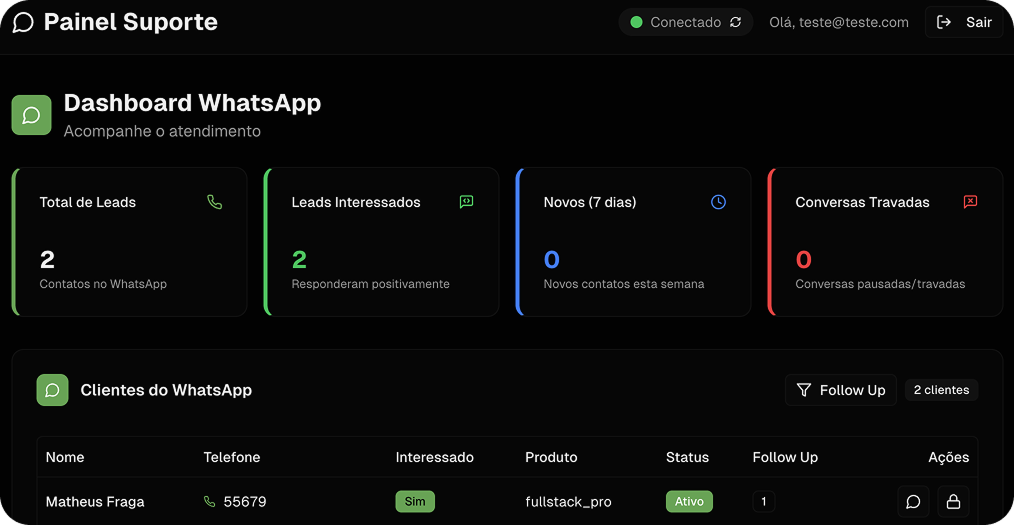 Painel Suporte
Conectado
Olá, teste@teste.com
Sair
Dashboard WhatsApp
Acompanhe o atendimento
Total de Leads
2
Contatos no WhatsApp
Leads Interessados
2
Responderam positivamente
Novos (7 dias)
0
Novos contatos esta semana
Conversas Travadas
0
Conversas pausadas/travadas
Clientes do WhatsApp
Follow Up
2 clientes
Nome Telefone Interessado Produto Status Follow Up Ações
Matheus Fraga 55679 Sim fullstack_pro Ativo 1